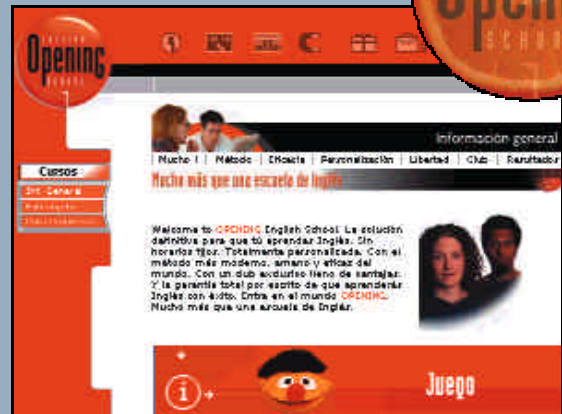 Opening
SCHOOL
ENGLISH
Opening
SCHOOL
Información general
Mucho + | Método | Eficacia | Personalización | Libertad | Club | Resultados
Mucho más que una escuela de Inglés
Cursos
Welcome to OPENING English School. La solución
definitiva para que tú aprendas Inglés. Sin
horarios fijos. Totalmente personalizada. Con el
método más moderno, ameno y eficaz del
mundo. Con un club exclusivo lleno de ventajas.
Y la garantía total por escrito de que aprenderás
Inglés con éxito. Entra en el mundo OPENING.
Mucho más que una escuela de Inglés.
i
Juego